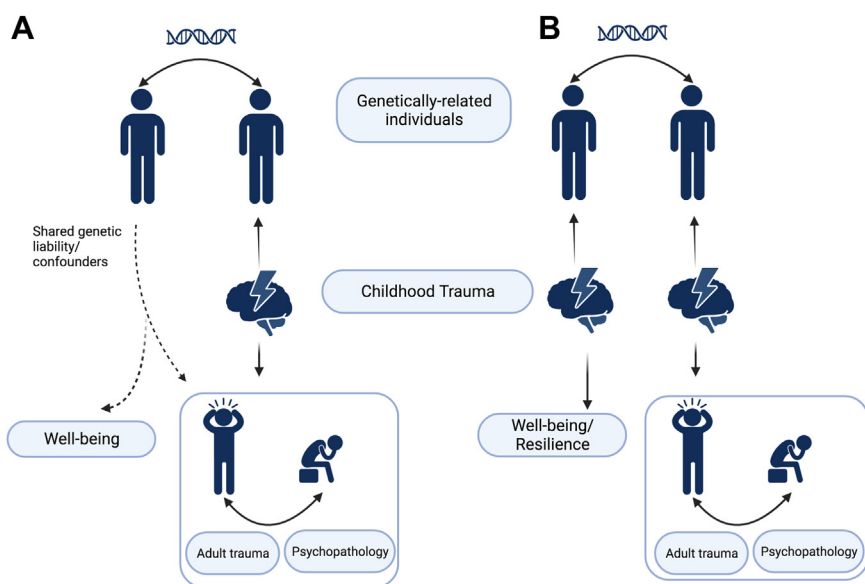 A
B
Genetically-related
individuals
Shared genetic
liability/
confounders
Childhood Trauma
Well-being
Well-being/
Resilience
Adult trauma
Psychopathology
Adult trauma
Psychopathology